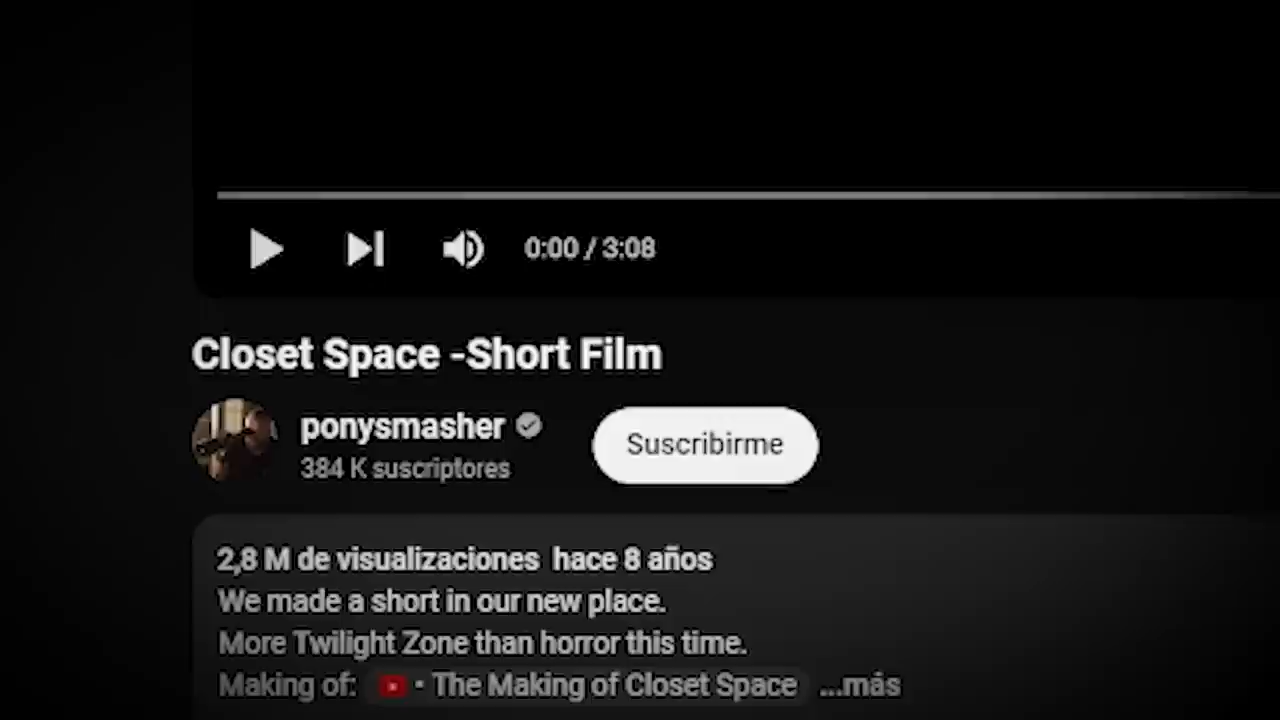 0:00 / 3:08
Closet Space -Short Film
ponysmasher
384 K suscriptores
Suscribirme
2,8 M de visualizaciones hace 8 años
We made a short in our new place.
More Twilight Zone than horror this time.
Making of: • The Making of Closet Space ...más